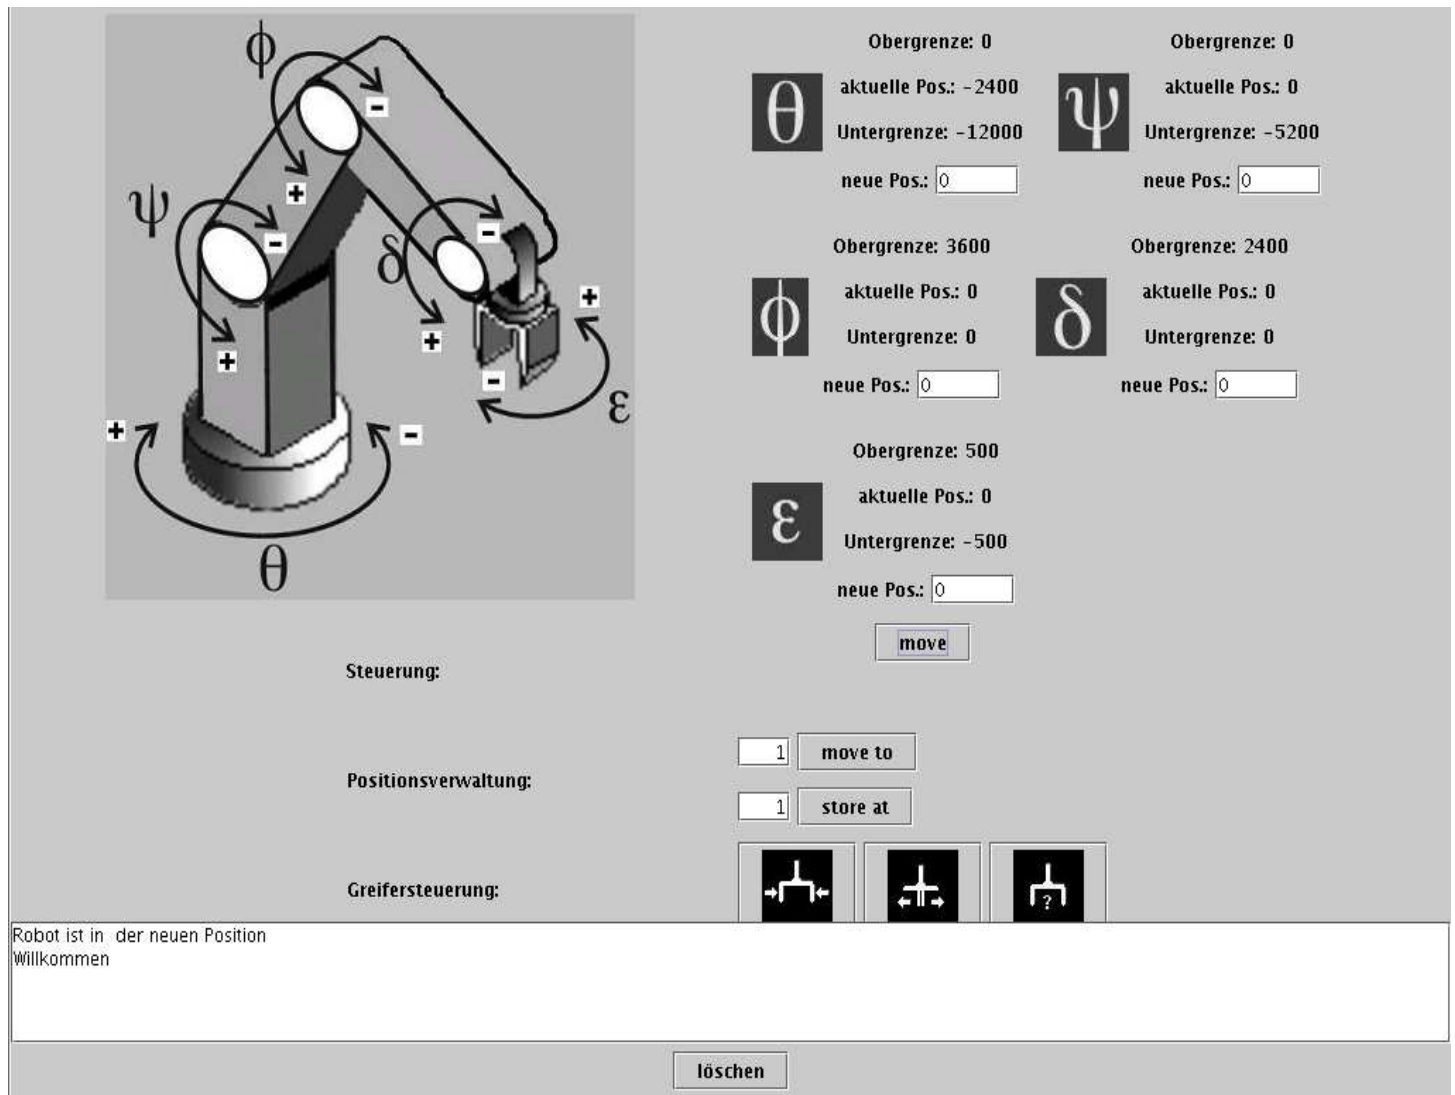 ϕ
-
+
ψ
-
+
δ
-
+
+
-
ε
+
-
θ
Obergrenze: 0
θ
aktuelle Pos.: -2400
Untergrenze: -12000
neue Pos.: 0
Obergrenze: 0
ψ
aktuelle Pos.: 0
Untergrenze: -5200
neue Pos.: 0
Obergrenze: 3600
ϕ
aktuelle Pos.: 0
Untergrenze: 0
neue Pos.: 0
Obergrenze: 2400
δ
aktuelle Pos.: 0
Untergrenze: 0
neue Pos.: 0
Obergrenze: 500
ε
aktuelle Pos.: 0
Untergrenze: -500
neue Pos.: 0
move
Steuerung:
Positionsverwaltung:
1 move to
1 store at
Greifersteuerung:
?
Robot ist in  der neuen Position
Willkommen
löschen